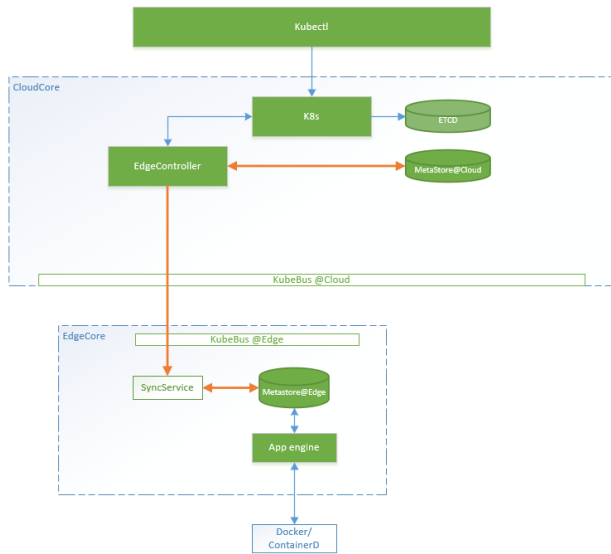 Kubectl
CloudCore
K8s
ETCD
EdgeController
MetaStore@Cloud
KubeBus @Cloud
EdgeCore
KubeBus @Edge
SyncService
Metastore@Edge
App engine
Docker/
ContainerD